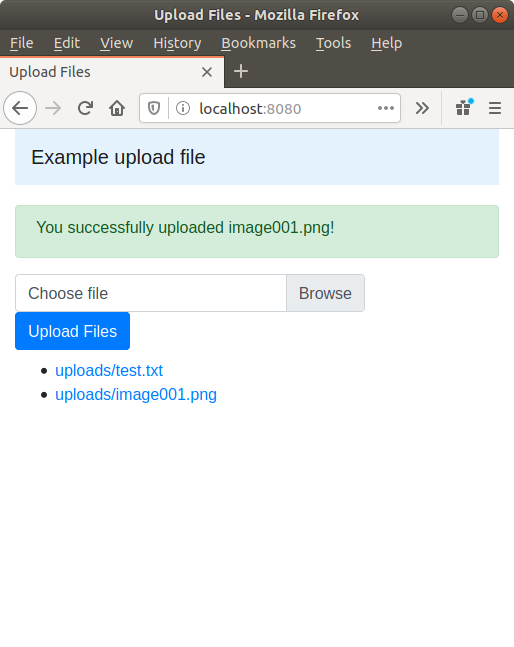 Upload Files - Mozilla Firefox
File Edit View History Bookmarks Tools Help
Upload Files
localhost:8080
Example upload file
You successfully uploaded image001.png!
Choose file Browse
Upload Files
uploads/test.txt
uploads/image001.png